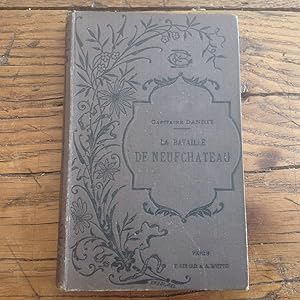 CAPITAINE DANRIT
LA BATAILLE
DE NEUFCHATEAU
PARIS